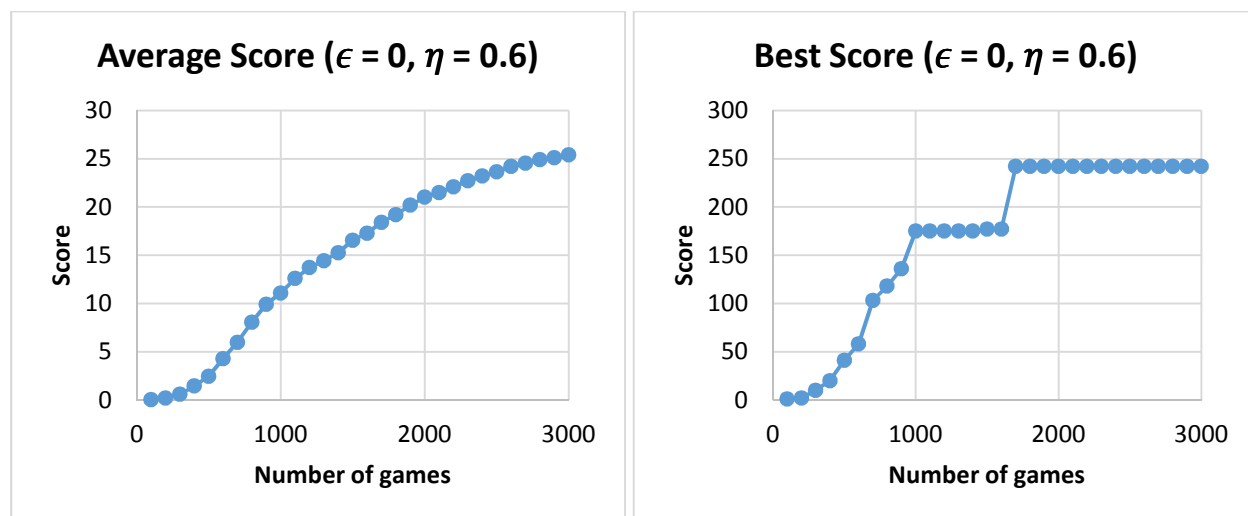 Average Score (ϵ = 0, η = 0.6)
30
25
20
15
10
5
0
Score
0 1000 2000 3000
Number of games
Best Score (ϵ = 0, η = 0.6)
300
250
200
150
100
50
0
Score
0 1000 2000 3000
Number of games